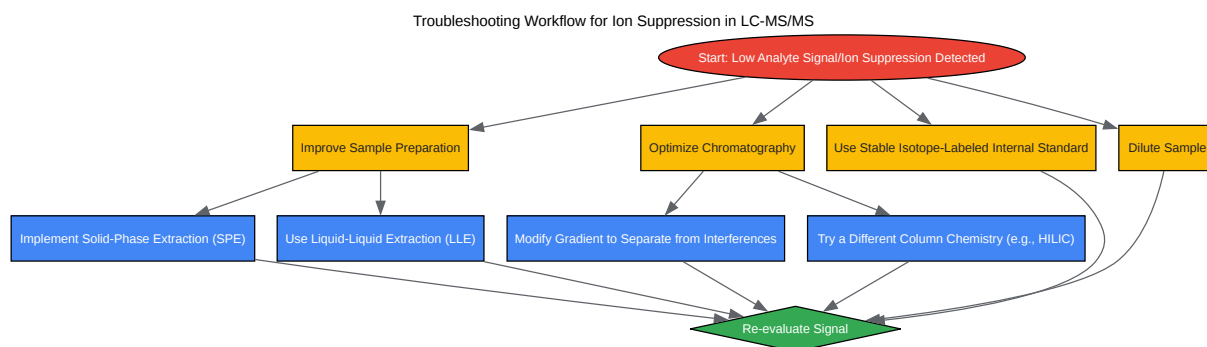 Troubleshooting Workflow for Ion Suppression in LC-MS/MS
Start: Low Analyte Signal/Ion Suppression Detected
Improve Sample Preparation
Optimize Chromatography
Use Stable Isotope-Labeled Internal Standard
Dilute Sample
Implement Solid-Phase Extraction (SPE)
Use Liquid-Liquid Extraction (LLE)
Modify Gradient to Separate from Interferences
Try a Different Column Chemistry (e.g., HILIC)
Re-evaluate Signal